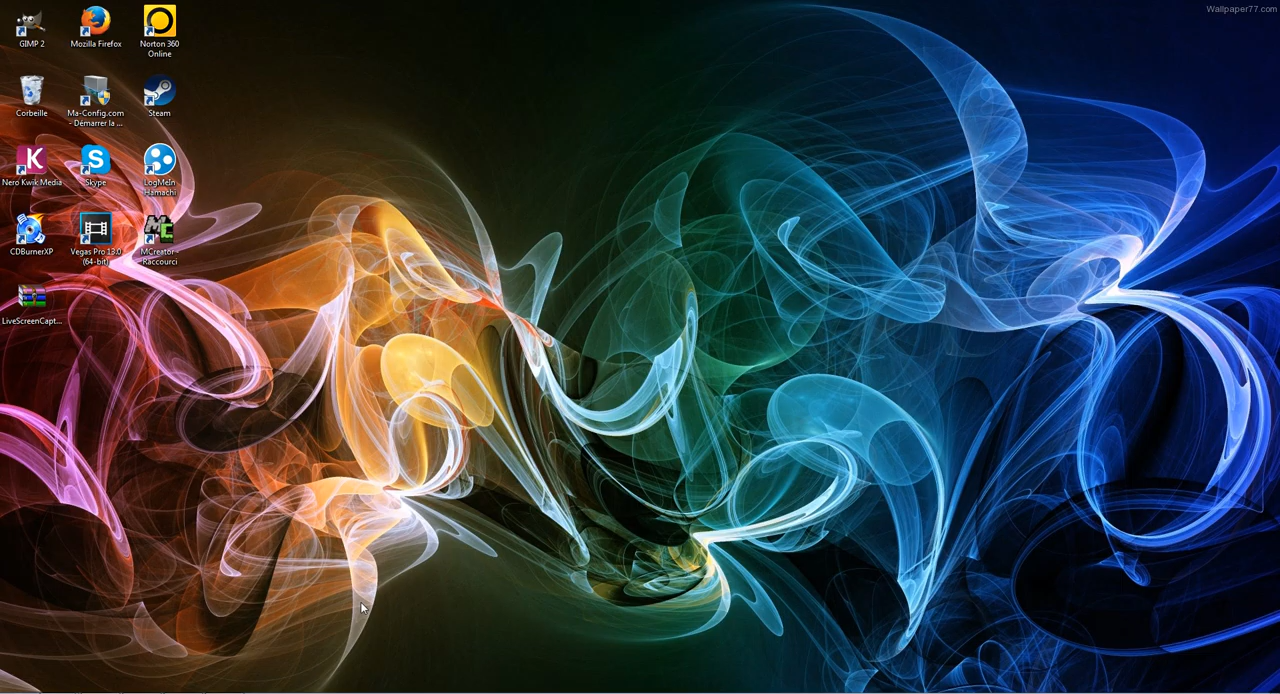 Wallpaper77.com
GIMP 2
Mozilla Firefox
Norton 360
Online
Corbeille
Ma-Config.com
- Démarrer la ...
Steam
Nero Kwik Media
Skype
LogMeIn
Hamachi
CDBurnerXP
Vegas Pro 13.0
(64-bit)
MCreator -
Raccourci
LiveScreenCapt...